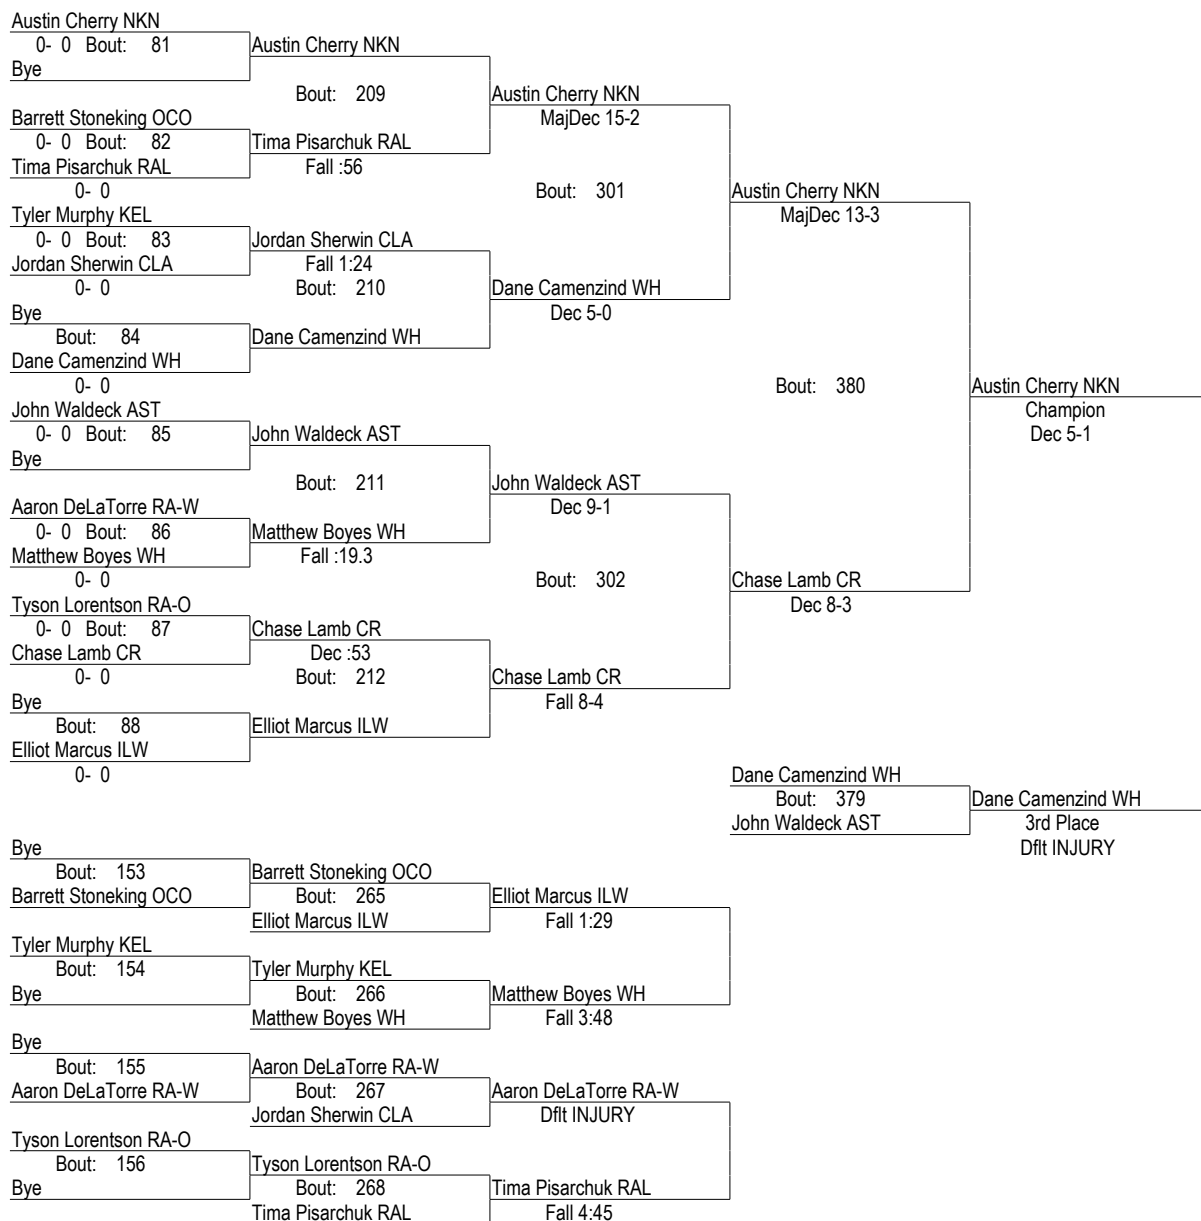 Austin Cherry NKN
0- 0 Bout: 81
Austin Cherry NKN
Bye
Bout: 209
Austin Cherry NKN
Barrett Stoneking OCO
MajDec 15-2
0- 0 Bout: 82
Tima Pisarchuk RAL
Tima Pisarchuk RAL
Fall :56
0- 0
Bout: 301
Austin Cherry NKN
Tyler Murphy KEL
MajDec 13-3
0- 0 Bout: 83
Jordan Sherwin CLA
Jordan Sherwin CLA
Fall 1:24
0- 0
Bout: 210
Dane Camenzind WH
Bye
Dec 5-0
Bout: 84
Dane Camenzind WH
Dane Camenzind WH
0- 0
Bout: 380
Austin Cherry NKN
John Waldeck AST
Champion
0- 0 Bout: 85
John Waldeck AST
Dec 5-1
Bye
Bout: 211
John Waldeck AST
Aaron DeLaTorre RA-W
Dec 9-1
0- 0 Bout: 86
Matthew Boyes WH
Matthew Boyes WH
Fall :19.3
0- 0
Bout: 302
Chase Lamb CR
Tyson Lorentson RA-O
Dec 8-3
0- 0 Bout: 87
Chase Lamb CR
Chase Lamb CR
Dec :53
0- 0
Bout: 212
Chase Lamb CR
Bye
Fall 8-4
Bout: 88
Elliot Marcus ILW
Elliot Marcus ILW
0- 0
Dane Camenzind WH
Bout: 379
Dane Camenzind WH
John Waldeck AST
3rd Place
Dflt INJURY
Bye
Bout: 153
Barrett Stoneking OCO
Barrett Stoneking OCO
Bout: 265
Elliot Marcus ILW
Elliot Marcus ILW
Fall 1:29
Tyler Murphy KEL
Bout: 154
Tyler Murphy KEL
Bye
Bout: 266
Matthew Boyes WH
Matthew Boyes WH
Fall 3:48
Bye
Bout: 155
Aaron DeLaTorre RA-W
Aaron DeLaTorre RA-W
Bout: 267
Aaron DeLaTorre RA-W
Jordan Sherwin CLA
Dflt INJURY
Tyson Lorentson RA-O
Bout: 156
Tyson Lorentson RA-O
Bye
Bout: 268
Tima Pisarchuk RAL
Tima Pisarchuk RAL
Fall 4:45